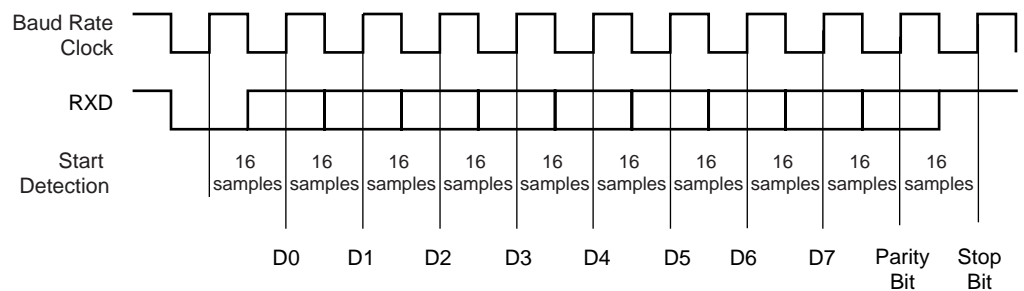 Baud Rate
Clock
RXD
Start
Detection
16 16 16 16 16 16 16 16 16 16
samples samples samples samples samples samples samples samples samples samples
D0 D1 D2 D3 D4 D5 D6 D7 Parity Stop
Bit Bit